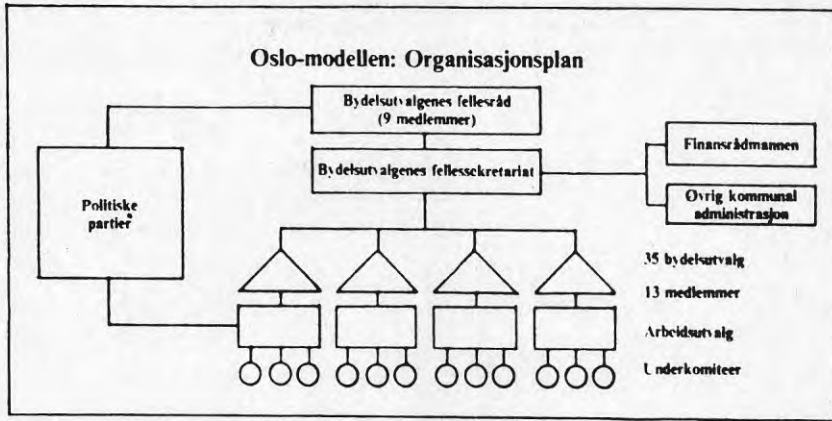 Oslo-modellen: Organisasjonsplan
Bydelsutvalgenes fellesråd
(9 medlemmer)
Bydelsutvalgenes fellessekretariat
Finansrådmannen
Øvrig kommunal
administrasjon
Politiske
partier
35 bydelsutvalg
13 medlemmer
Arbeidsutvalg
Underkomiteer